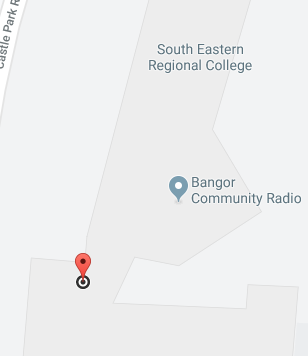 Castle Park R
South Eastern
Regional College
Bangor
Community Radio